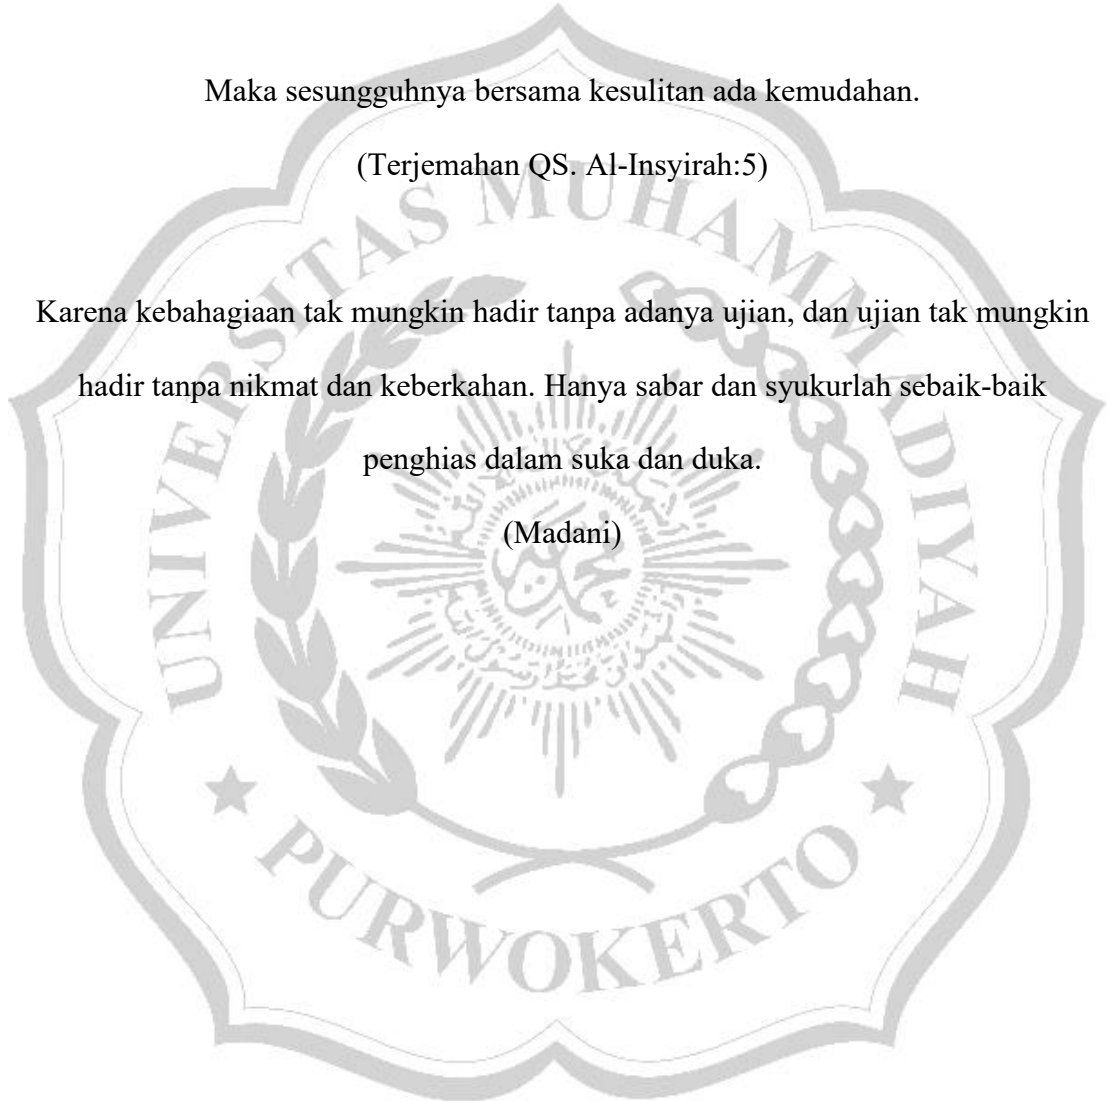 Maka sesungguhnya bersama kesulitan ada kemudahan.
(Terjemahan QS. Al-Insyirah:5)
Karena kebahagiaan tak mungkin hadir tanpa adanya ujian, dan ujian tak mungkin
hadir tanpa nikmat dan keberkahan. Hanya sabar dan syukurlah sebaik-baik
penghias dalam suka dan duka.
(Madani)
UNIVERSITAS MUHAMMADIYAH
PURWOKERTO